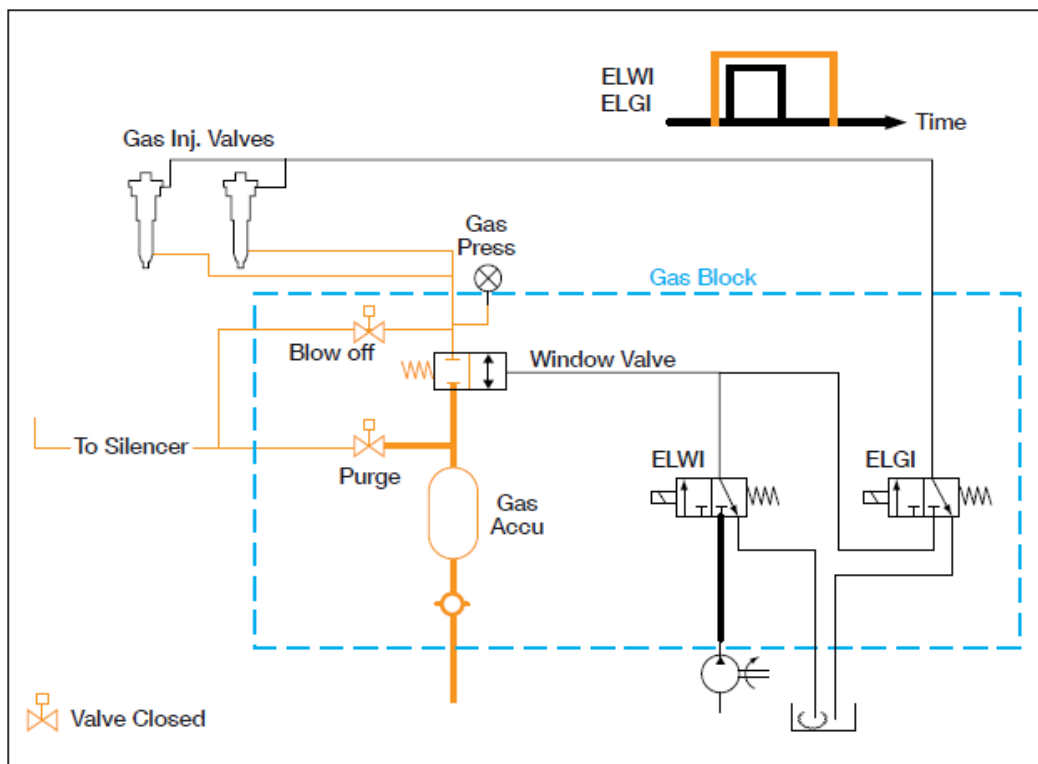 ELWI
ELGI
Time
Gas Inj. Valves
Gas
Press
Gas Block
Blow off
Window Valve
To Silencer
Purge
ELWI
ELGI
Gas
Accu
Valve Closed